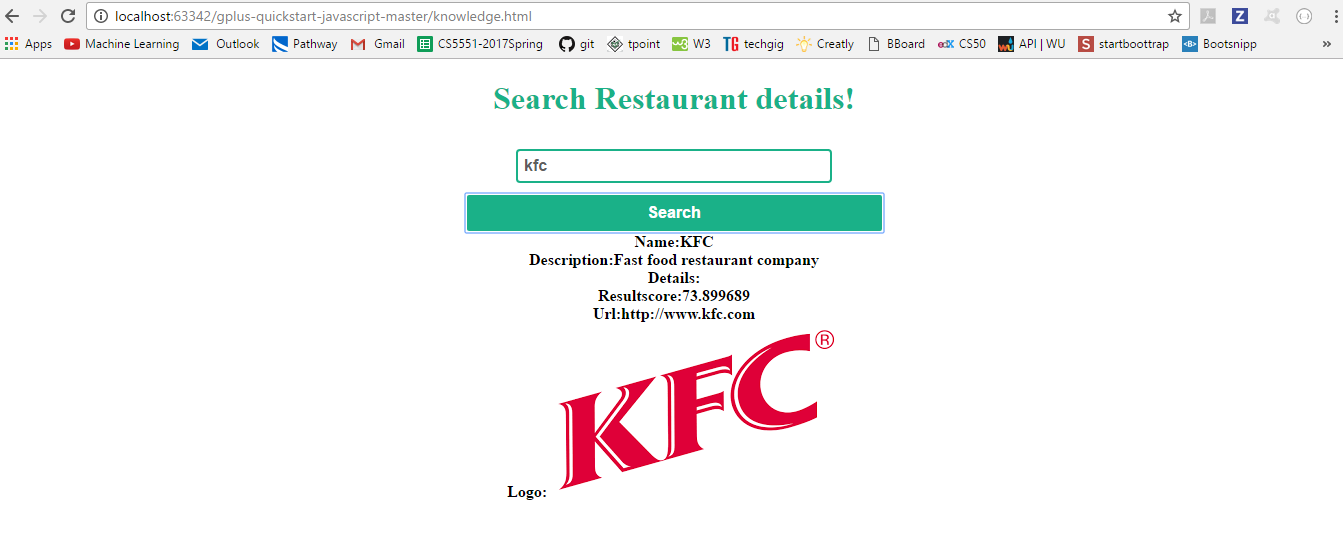 localhost:63342/gplus-quickstart-javascript-master/knowledge.html
Apps Machine Learning Outlook Pathway Gmail CS5551-2017Spring git tpoint W3 TG techgig Creatly BBoard edX CS50 API | WU S startboottrap <B> Bootsnipp »
Search Restaurant details!
kfc
Search
Name:KFC
Description:Fast food restaurant company
Details:
Resultscore:73.899689
Url:http://www.kfc.com
KFC®
Logo: